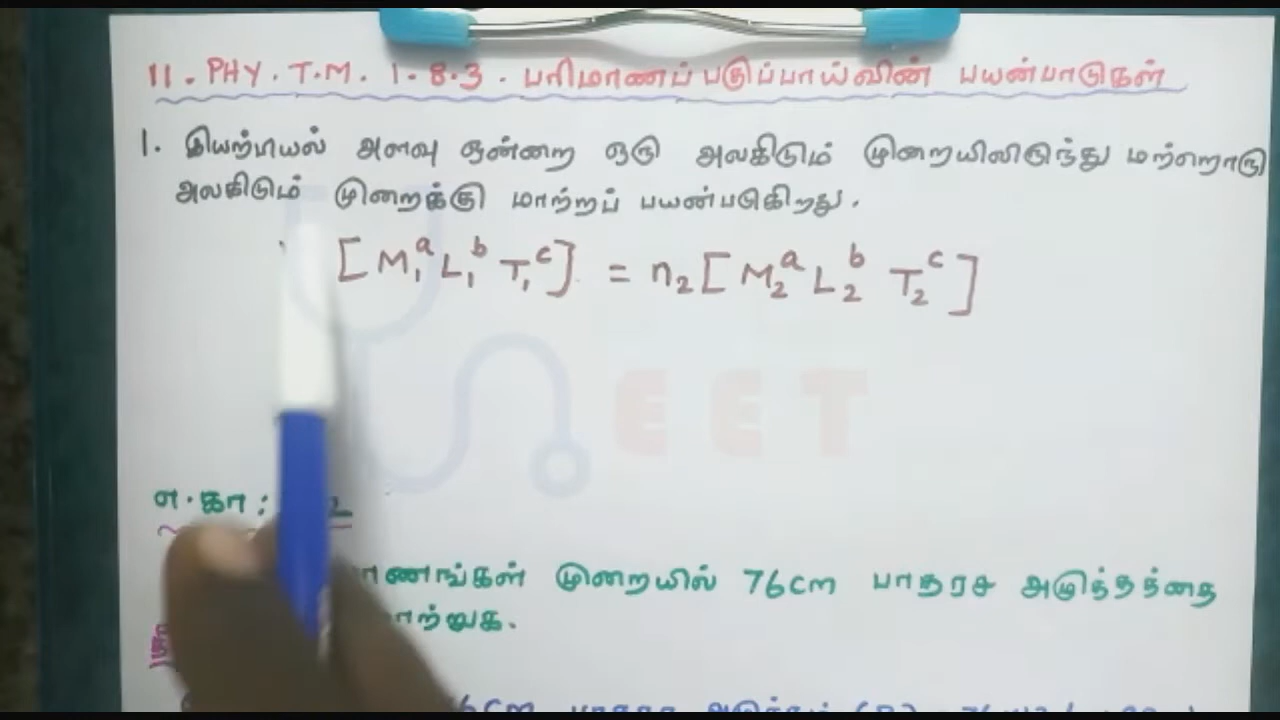 11. PHY. T.M. 1.8.3. பரிமாணப் பகுப்பாய்வின் பயன்பாடுகள்
1. இயற்பியல் அளவு ஒன்றை ஒரு அலகிடும் முறையிலிருந்து மற்றொரு
அலகிடும் முறைக்கு மாற்றப் பயன்படுகிறது.
[M₁ᵃ L₁ᵇ T₁ᶜ] = n₂[M₂ᵃ L₂ᵇ T₂ᶜ]
EET
எ.கா:
முறையில் 76cm பாதரச அழுத்தத்தை